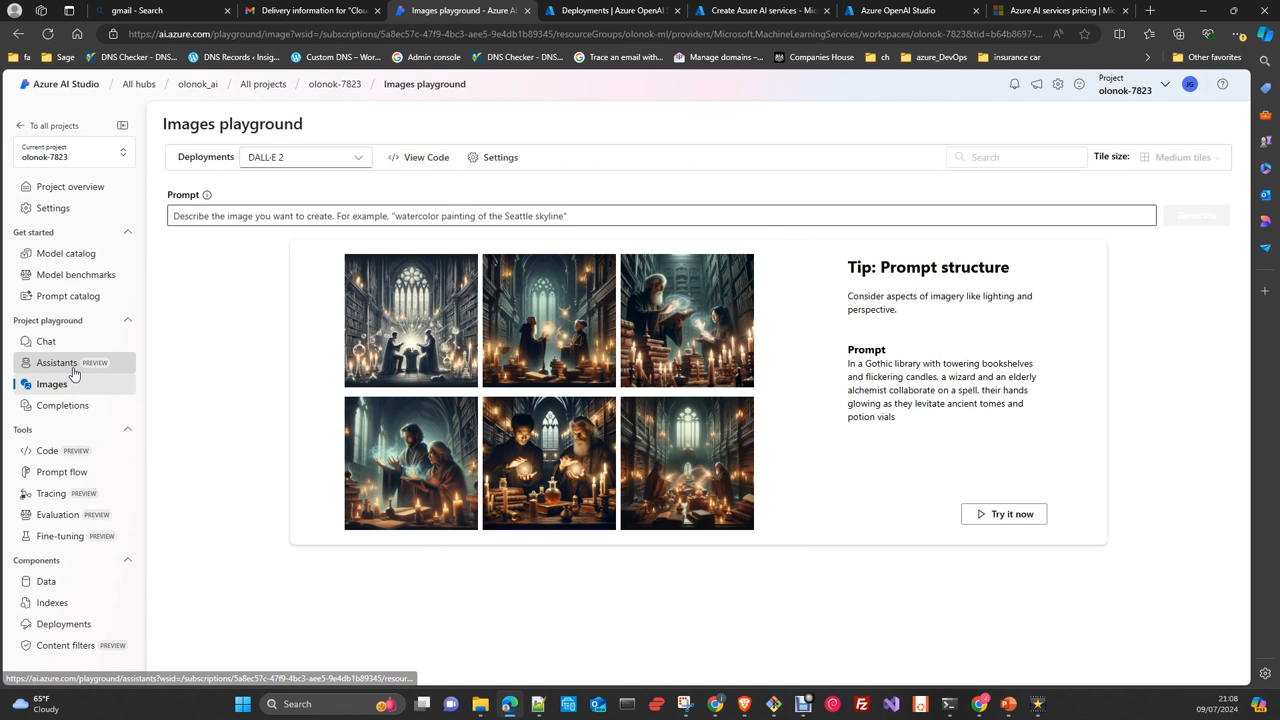 gmail - Search
Delivery information for "Clou
Images playground - Azure AI
Deployments | Azure OpenAI
Create Azure AI services - Mic
Azure OpenAI Studio
Azure AI services pricing | Mic
https://ai.azure.com/playground/image?wsid=/subscriptions/5a8ec57c-47f9-4bc3-aee5-9e4db1b89345/resourceGroups/olonok-ml/providers/Microsoft.MachineLearningServices/workspaces/olonok-7823&tid=b64b8697-...
fa
Sage
DNS Checker - DNS...
DNS Records ‹ Insig...
Custom DNS – Wor...
Admin console
DNS Checker - DNS...
Trace an email with...
Manage domains –...
Companies House
ch
azure_DevOps
insurance car
Other favorites
Azure AI Studio / All hubs / olonok_ai / All projects / olonok-7823 / Images playground
Project
olonok-7823
JG
To all projects
Current project
olonok-7823
Project overview
Settings
Get started
Model catalog
Model benchmarks
Prompt catalog
Project playground
Chat
Assistants PREVIEW
Images
Completions
Tools
Code PREVIEW
Prompt flow
Tracing PREVIEW
Evaluation PREVIEW
Fine-tuning PREVIEW
Components
Data
Indexes
Deployments
Content filters PREVIEW
Images playground
Deployments
DALL·E 2
View Code
Settings
Search
Tile size:
Medium tiles
Prompt
Describe the image you want to create. For example, "watercolor painting of the Seattle skyline"
Generate
Tip: Prompt structure
Consider aspects of imagery like lighting and
perspective.
Prompt
In a Gothic library with towering bookshelves
and flickering candles, a wizard and an elderly
alchemist collaborate on a spell, their hands
glowing as they levitate ancient tomes and
potion vials
Try it now
https://ai.azure.com/playground/assistants?wsid=/subscriptions/5a8ec57c-47f9-4bc3-aee5-9e4db1b89345/resour...
65°F
Cloudy
Search
21:08
09/07/2024